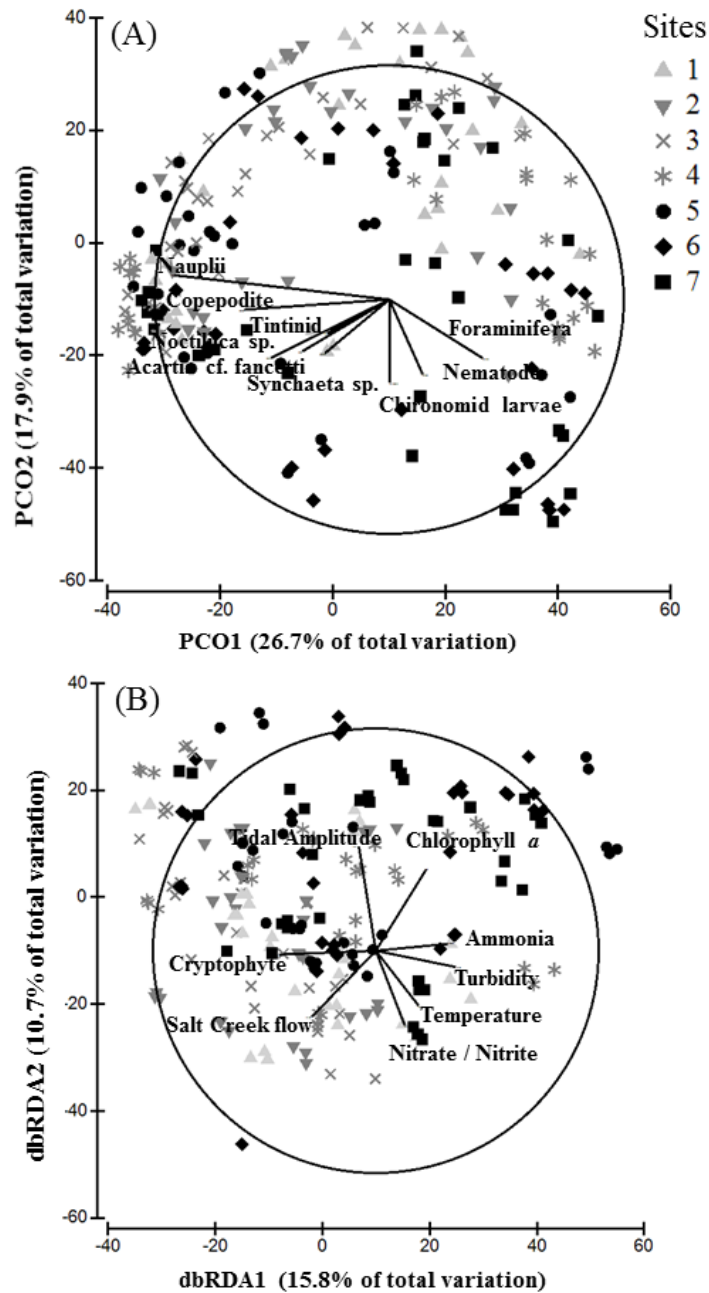 (A)
Sites
1
2
3
4
5
6
7
40
20
0
-20
-40
-60
PCO2 (17.9% of total variation)
Nauplii
Copepodite
Tintinid
Foraminifera
Noctiluca sp.
Acartia cf. fancetti
Nematode
Synchaeta sp.
Chironomid larvae
-40
-20
0
20
40
60
PCO1 (26.7% of total variation)
(B)
40
20
0
-20
-40
-60
dbRDA2 (10.7% of total variation)
Tidal Amplitude
Chlorophyll a
Ammonia
Cryptophyte
Turbidity
Salt Creek flow
Temperature
Nitrate / Nitrite
-40
-20
0
20
40
60
dbRDA1 (15.8% of total variation)